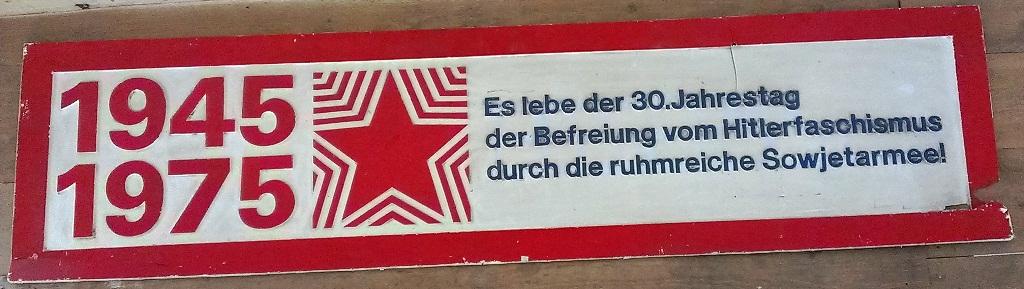 1945
1975
Es lebe der 30.Jahrestag
der Befreiung vom Hitlerfaschismus
durch die ruhmreiche Sowjetarmee!